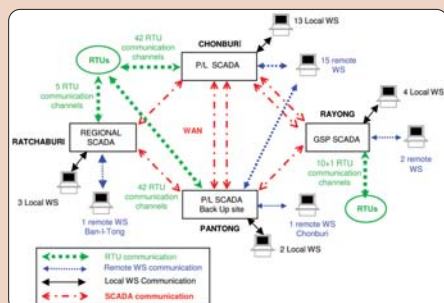 13 Local WS
CHONBURI
42 RTU
communication
channels
P/L SCADA
RTUs
15 remote
WS
5 RTU
communication
channels
4 Local WS
RAYONG
WAN
RATCHABURI
REGIONAL
SCADA
GSP SCADA
10+1 RTU
communication
channels
2 remote
WS
42 RTU
communication
channels
3 Local WS
P/L SCADA
Back Up site
1 remote WS
Ban-I-Tong
PANTONG
1 remote WS
Chonburi
RTUs
2 Local WS
RTU communication
Remote WS communication
Local WS Communication
SCADA communication